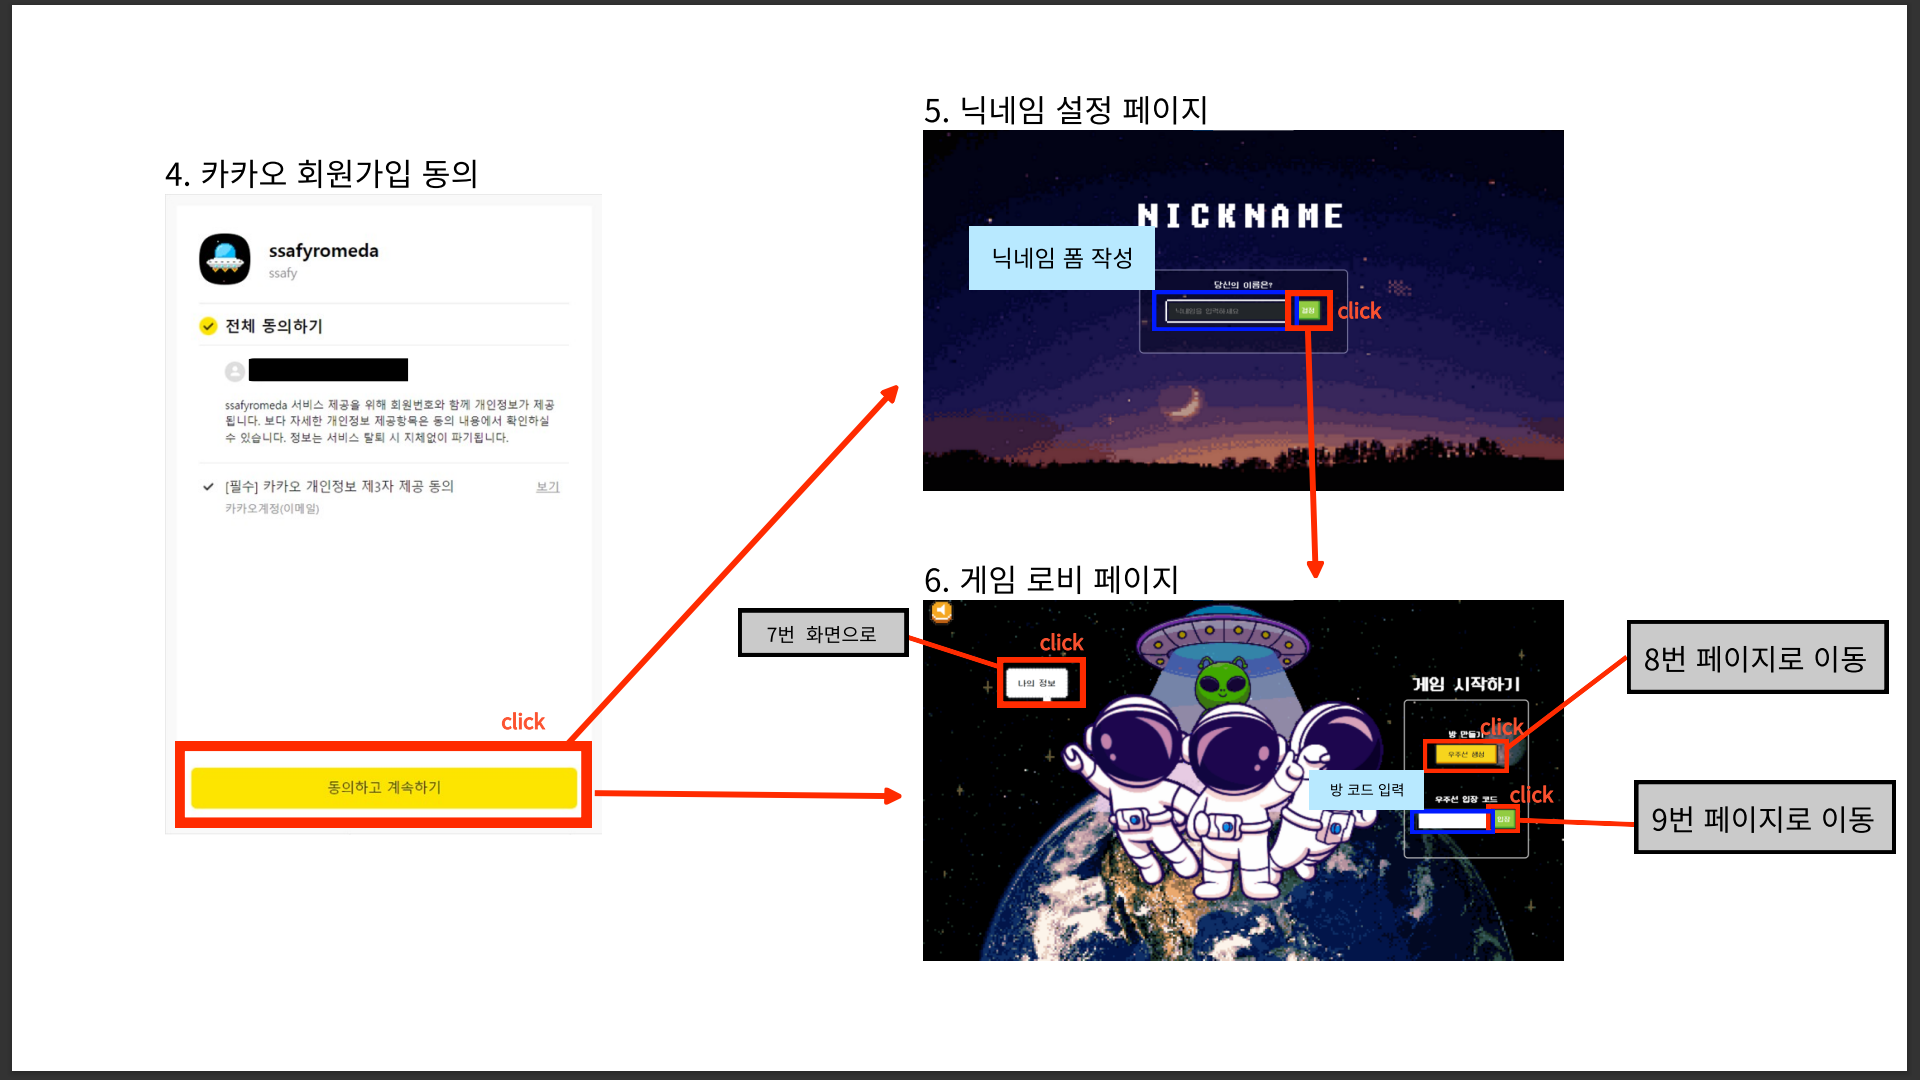 4. 카카오 회원가입 동의
ssafyromeda
ssafy
전체 동의하기
ssafyromeda 서비스 제공을 위해 회원번호와 함께 개인정보가 제공
됩니다. 보다 자세한 개인정보 제공항목은 동의 내용에서 확인하실
수 있습니다. 정보는 서비스 탈퇴 시 지체없이 파기됩니다.
[필수] 카카오 개인정보 제3자 제공 동의
보기
카카오계정(이메일)
click
동의하고 계속하기
5. 닉네임 설정 페이지
NICKNAME
닉네임 폼 작성
당신의 이름은?
닉네임을 입력하세요
설정
click
6. 게임 로비 페이지
7번 화면으로
click
나의 정보
게임 시작하기
click
방 만들기
우주선 생성
8번 페이지로 이동
방 코드 입력
우주선 입장 코드
click
입장
9번 페이지로 이동